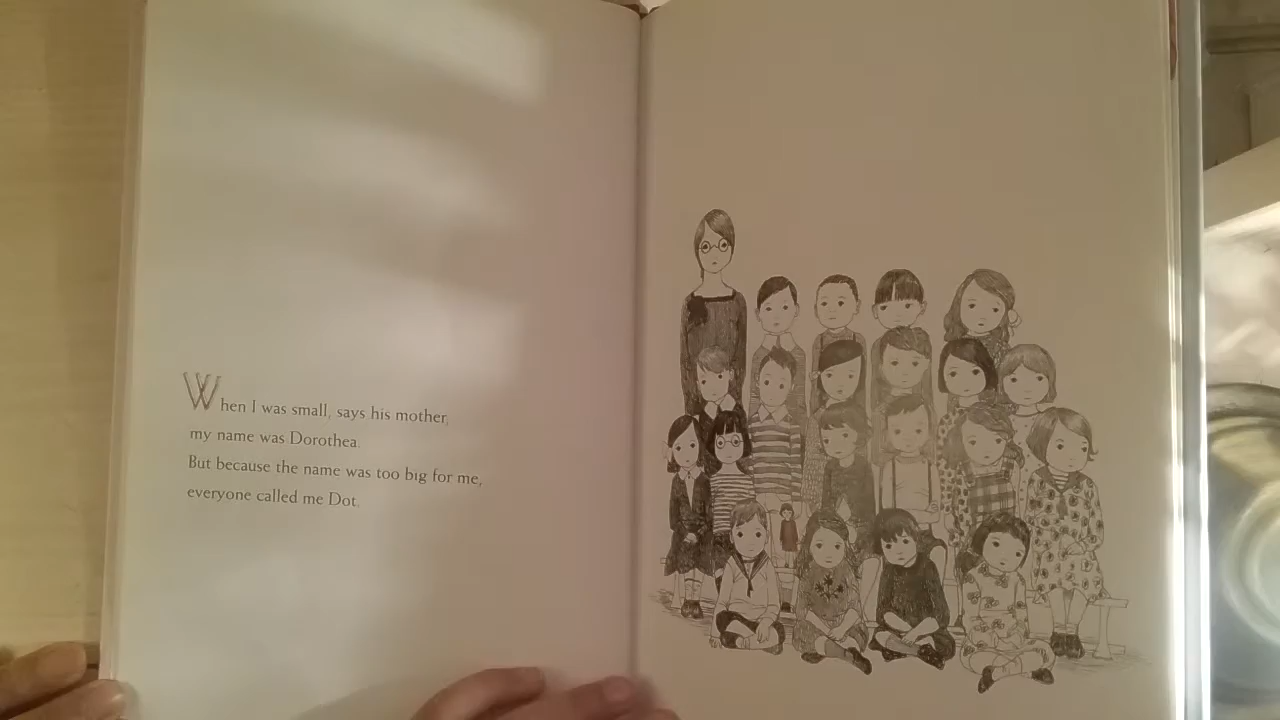 When I was small, says his mother,
my name was Dorothea.
But because the name was too big for me,
everyone called me Dot.